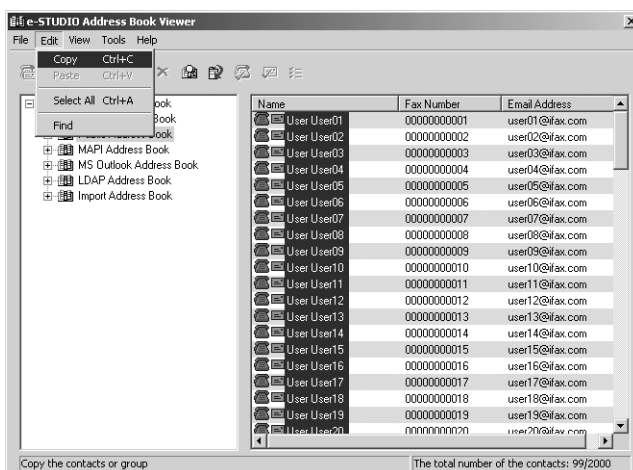 e-STUDIO Address Book Viewer
File Edit View Tools Help
Copy Ctrl+C
Paste Ctrl+V
Select All Ctrl+A
Find
ook
Book
ook
MAPI Address Book
MS Outlook Address Book
LDAP Address Book
Import Address Book
Name Fax Number Email Address
User User01 00000000001 user01@ifax.com
User User02 00000000002 user02@ifax.com
User User03 00000000003 user03@ifax.com
User User04 00000000004 user04@ifax.com
User User05 00000000005 user05@ifax.com
User User06 00000000006 user06@ifax.com
User User07 00000000007 user07@ifax.com
User User08 00000000008 user08@ifax.com
User User09 00000000009 user09@ifax.com
User User10 00000000010 user10@ifax.com
User User11 00000000011 user11@ifax.com
User User12 00000000012 user12@ifax.com
User User13 00000000013 user13@ifax.com
User User14 00000000014 user14@ifax.com
User User15 00000000015 user15@ifax.com
User User16 00000000016 user16@ifax.com
User User17 00000000017 user17@ifax.com
User User18 00000000018 user18@ifax.com
User User19 00000000019 user19@ifax.com
User User20 00000000020 user20@ifax.com
Copy the contacts or group The total number of the contacts: 99/2000